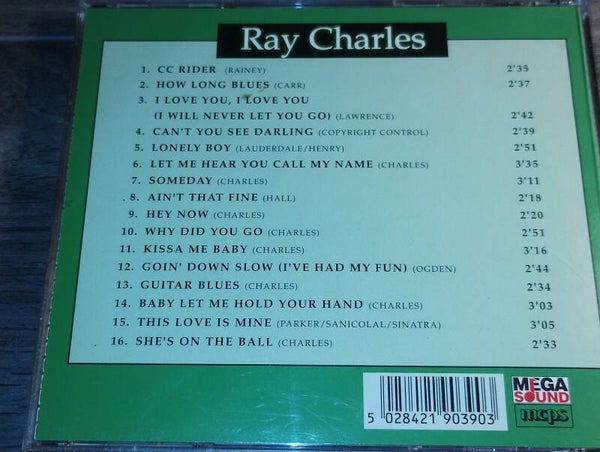 Ray Charles
1. CC RIDER (RAINEY) 2'35
2. HOW LONG BLUES (CARR) 2'37
3. I LOVE YOU, I LOVE YOU
(I WILL NEVER LET YOU GO) (LAWRENCE) 2'42
4. CAN'T YOU SEE DARLING (COPYRIGHT CONTROL) 2'39
5. LONELY BOY (LAUDERDALE/HENRY) 2'51
6. LET ME HEAR YOU CALL MY NAME (CHARLES) 3'35
7. SOMEDAY (CHARLES) 3'11
8. AIN'T THAT FINE (HALL) 2'18
9. HEY NOW (CHARLES) 2'20
10. WHY DID YOU GO (CHARLES) 2'51
11. KISSA ME BABY (CHARLES) 3'16
12. GOIN' DOWN SLOW (I'VE HAD MY FUN) (OGDEN) 2'44
13. GUITAR BLUES (CHARLES) 2'34
14. BABY LET ME HOLD YOUR HAND (CHARLES) 3'03
15. THIS LOVE IS MINE (PARKER/SANICOLAL/SINATRA) 3'05
16. SHE'S ON THE BALL (CHARLES) 2'33
MEGA
SOUND
mcps
5 028421 903903